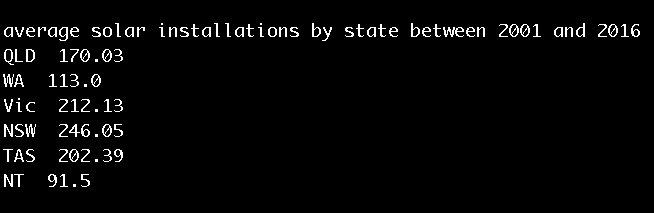 average solar installations by state between 2001 and 2016
QLD  170.03
WA  113.0
Vic  212.13
NSW  246.05
TAS  202.39
NT  91.5